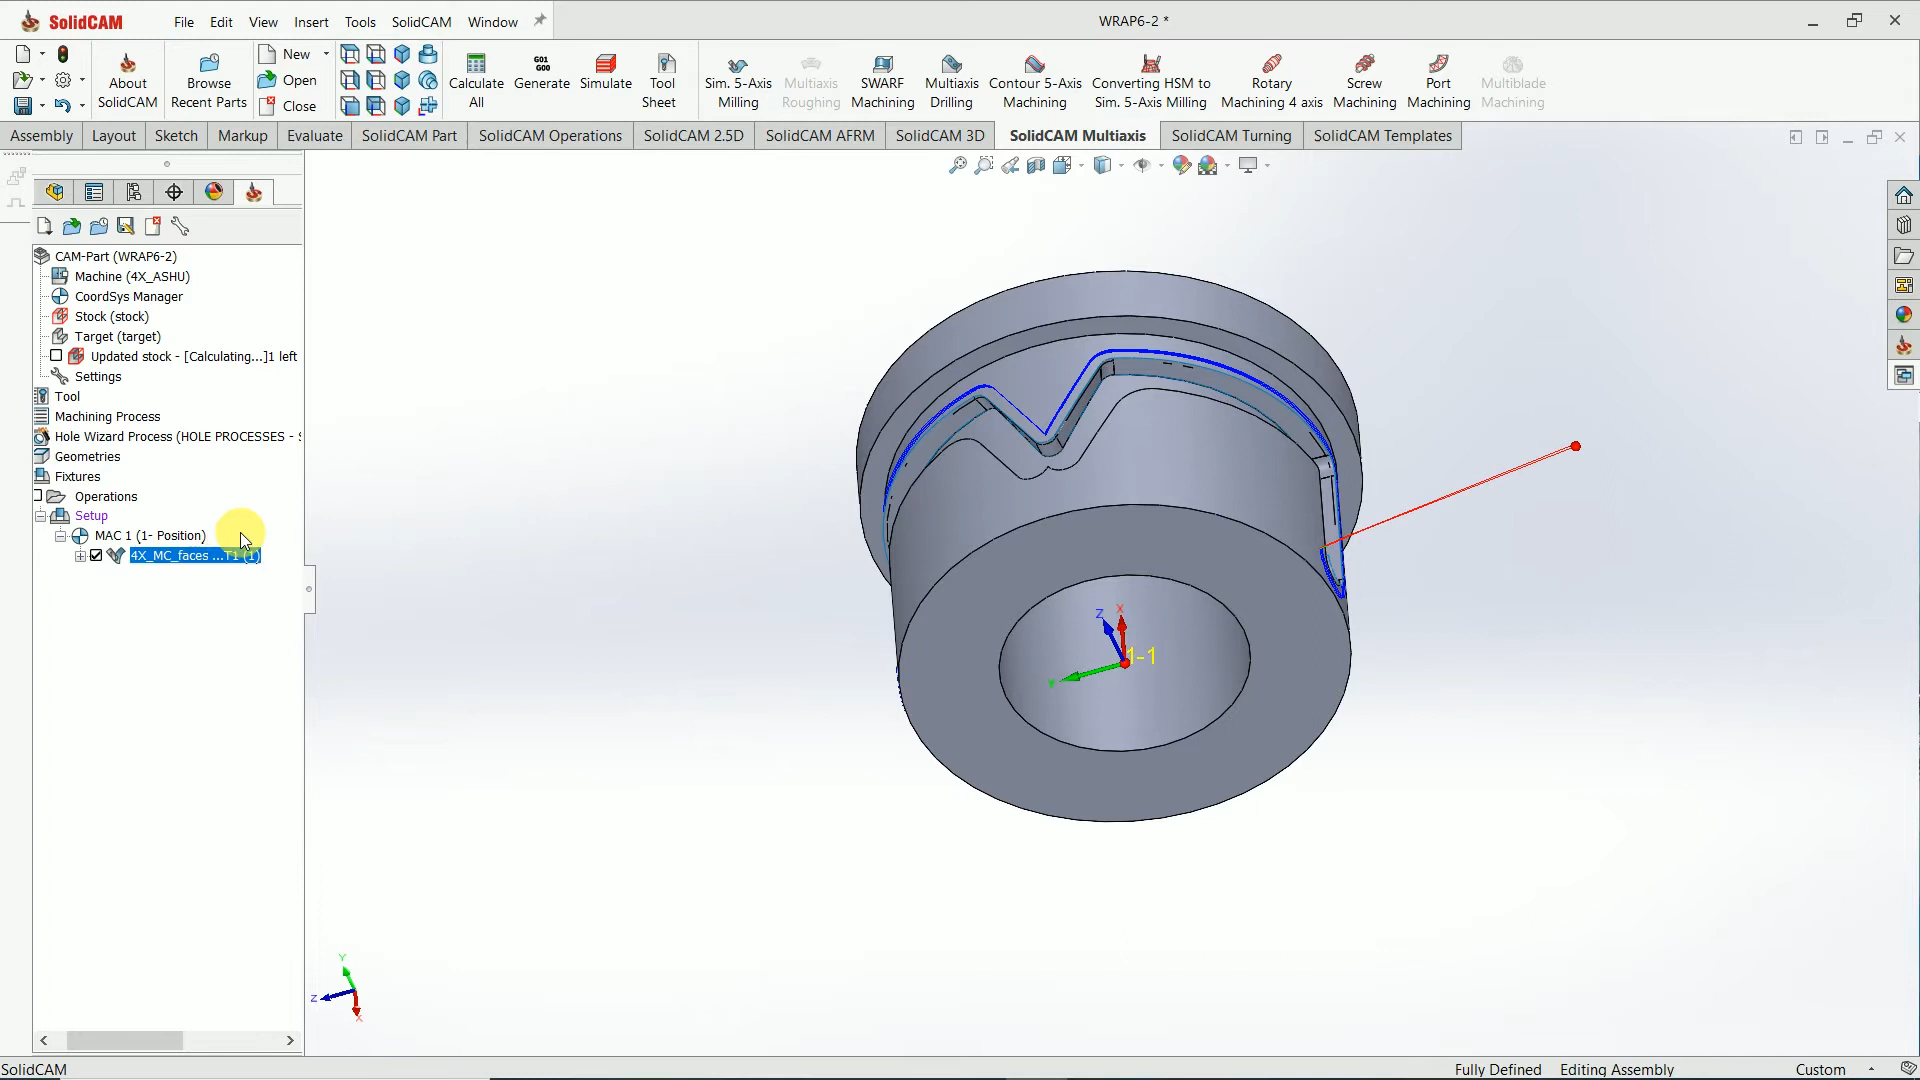 SolidCAM File Edit View Insert Tools SolidCAM Window WRAP6-2 *
New Open Close
About SolidCAM
Browse Recent Parts
Calculate All
G01 G00
Generate
Simulate
Tool Sheet
Sim. 5-Axis Milling
Multiaxis Roughing
SWARF Machining
Multiaxis Drilling
Contour 5-Axis Machining
Converting HSM to Sim. 5-Axis Milling
Rotary Machining 4 axis
Screw Machining
Port Machining
Multiblade Machining
Assembly Layout Sketch Markup Evaluate SolidCAM Part SolidCAM Operations SolidCAM 2.5D SolidCAM AFRM SolidCAM 3D SolidCAM Multiaxis SolidCAM Turning SolidCAM Templates
CAM-Part (WRAP6-2)
Machine (4X_ASHU)
CoordSys Manager
Stock (stock)
Target (target)
Updated stock - [Calculating...]1 left
Settings
Tool
Machining Process
Hole Wizard Process (HOLE PROCESSES -
Geometries
Fixtures
Operations
Setup
MAC 1 (1- Position)
4X_MC_faces ...T1 (1)
Z X
1-1
Y
Y
Z
X
SolidCAM Fully Defined Editing Assembly Custom